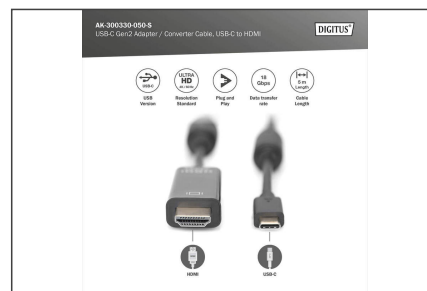 AK-300330-050-S
USB-C Gen2 Adapter / Converter Cable, USB-C to HDMI
DIGITUS®
USB-C
ULTRA
HD
4K / 60Hz
18
Gbps
5 m
Length
USB
Version
Resolution
Standard
Plug and
Play
Data transfer
rate
Cable
Length
HDMI
USB-C